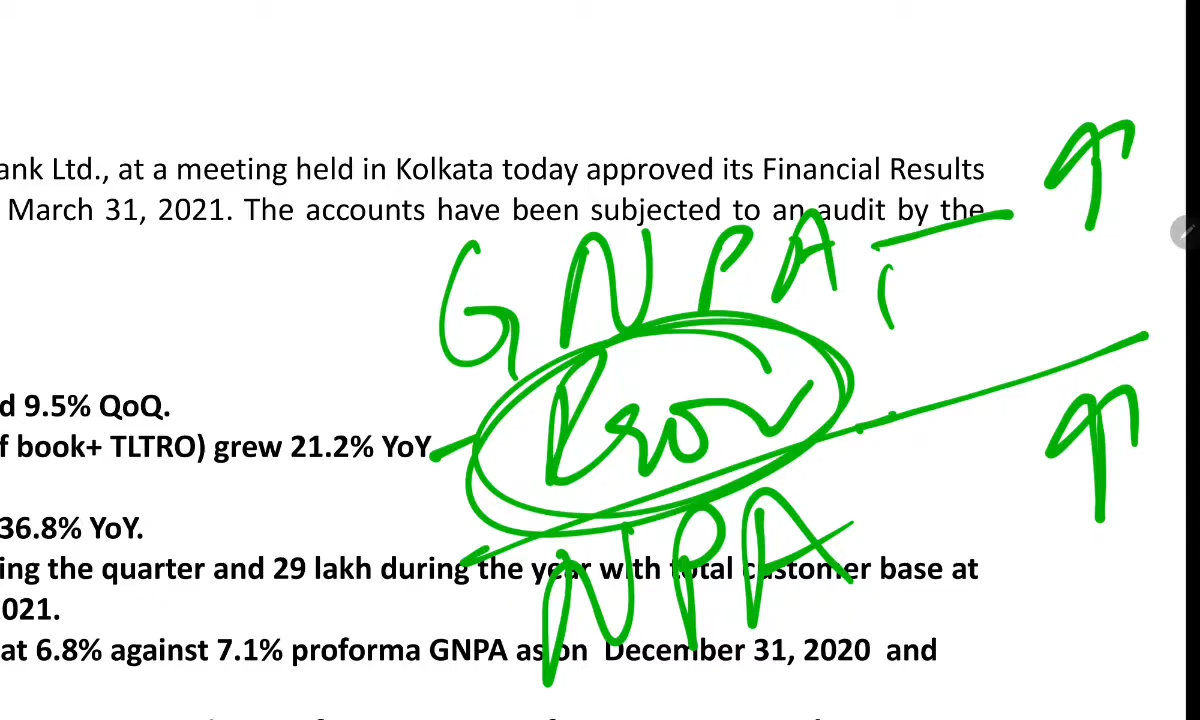 ank Ltd., at a meeting held in Kolkata today approved its Financial Results
March 31, 2021. The accounts have been subjected to an audit by the
GNPA
Prov
d 9.5% QoQ.
f book+ TLTRO) grew 21.2% YoY
36.8% YoY.
NPA
ing the quarter and 29 lakh during the year with total customer base at
021.
at 6.8% against 7.1% proforma GNPA as on December 31, 2020 and